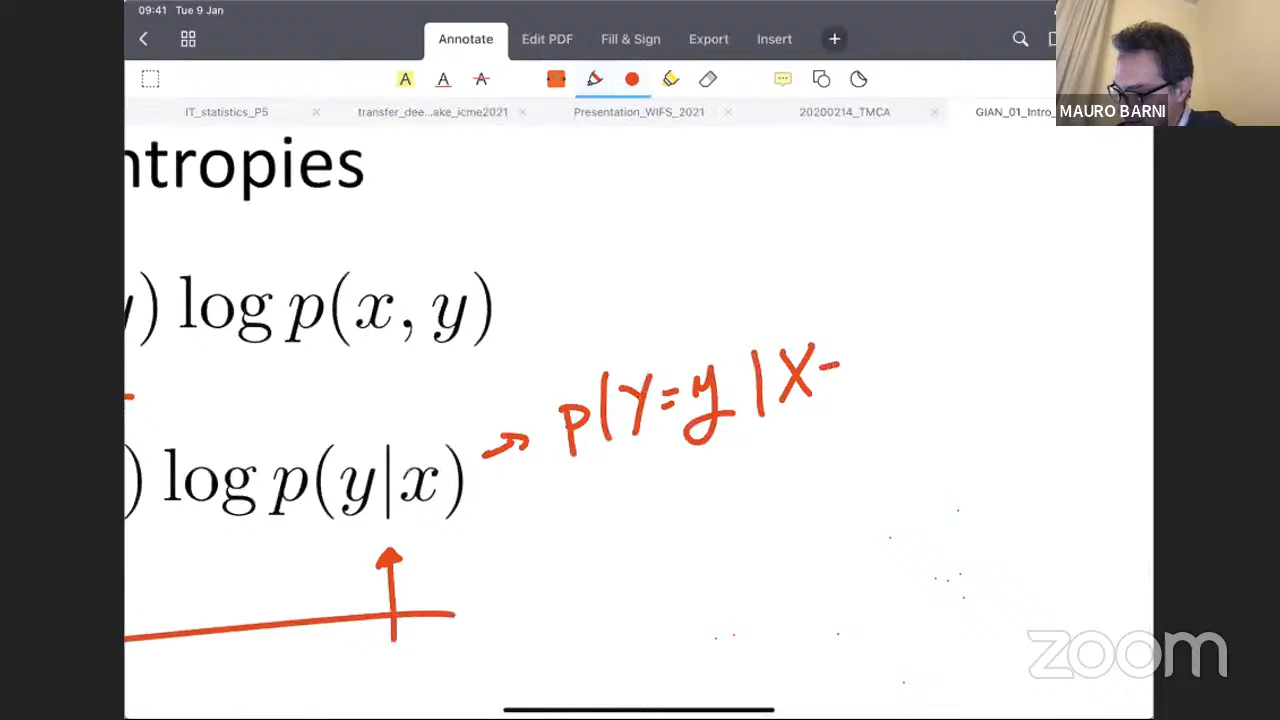 09:41 Tue 9 Jan
Annotate Edit PDF Fill & Sign Export Insert
A A A
IT_statistics_P5 × transfer_dee...ake_icme2021 × Presentation_WIFS_2021 × 20200214_TMCA × GIAN_01_Intro_
MAURO BARNI
ntropies
y) log p(x, y)
p(Y=y | X=
) log p(y|x)
zoom